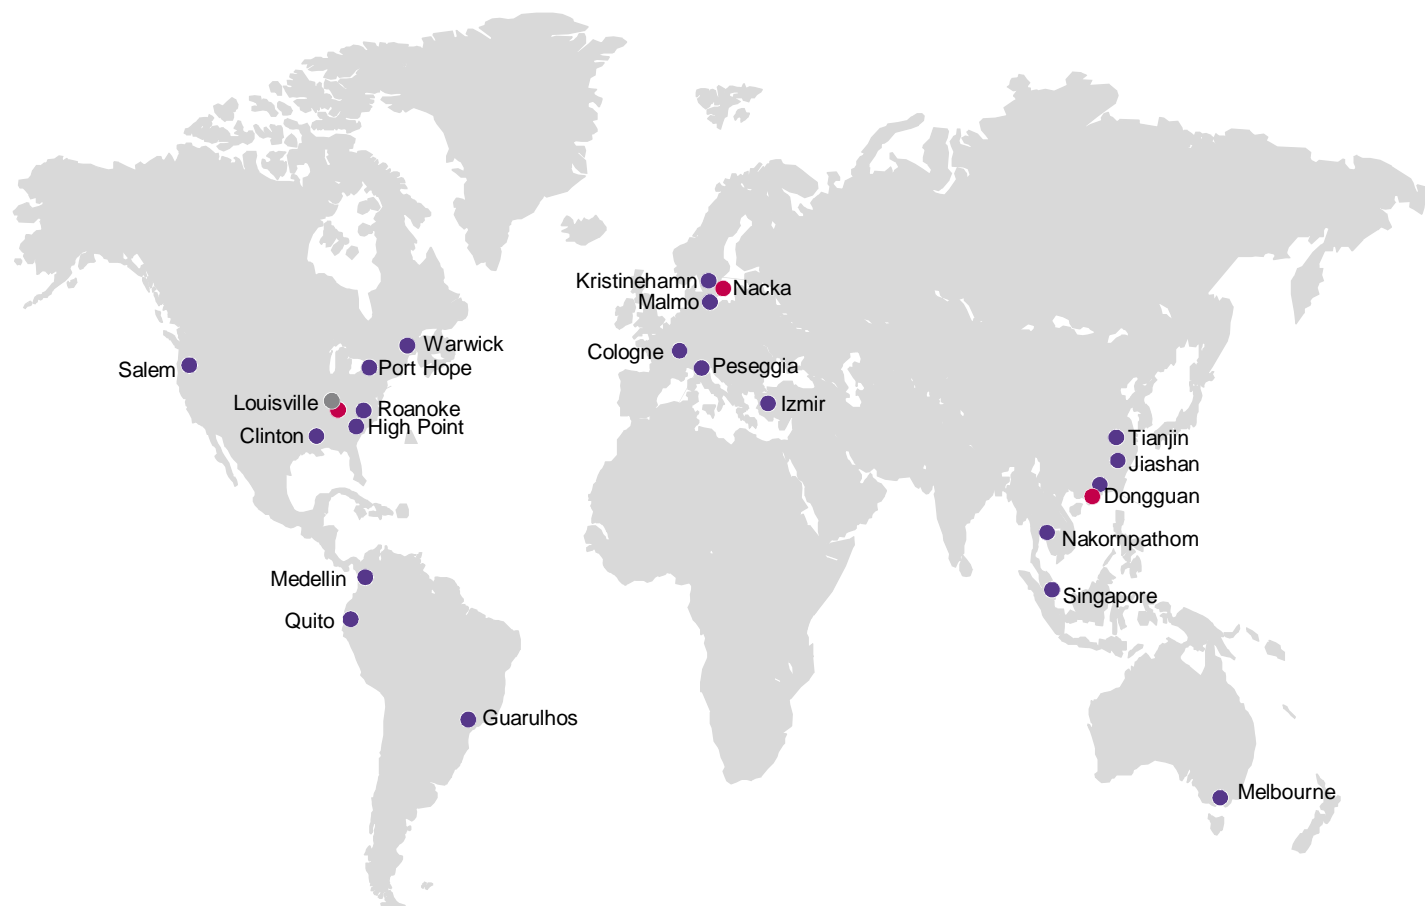 Kristinehamn
Nacka
Malmo
Warwick
Cologne
Salem
Port Hope
Peseggia
Louisville
Izmir
Roanoke
High Point
Clinton
Tianjin
Jiashan
Dongguan
Nakornpathom
Medellin
Singapore
Quito
Guarulhos
Melbourne